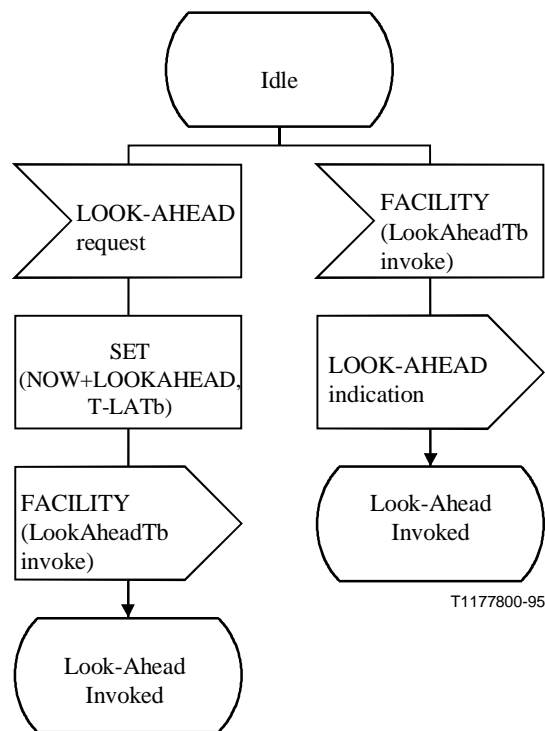 Idle
LOOK-AHEAD
request
SET
(NOW+LOOKAHEAD,
T-LATb)
FACILITY
(LookAheadTb
invoke)
Look-Ahead
Invoked
FACILITY
(LookAheadTb
invoke)
LOOK-AHEAD
indication
Look-Ahead
Invoked
T1177800-95